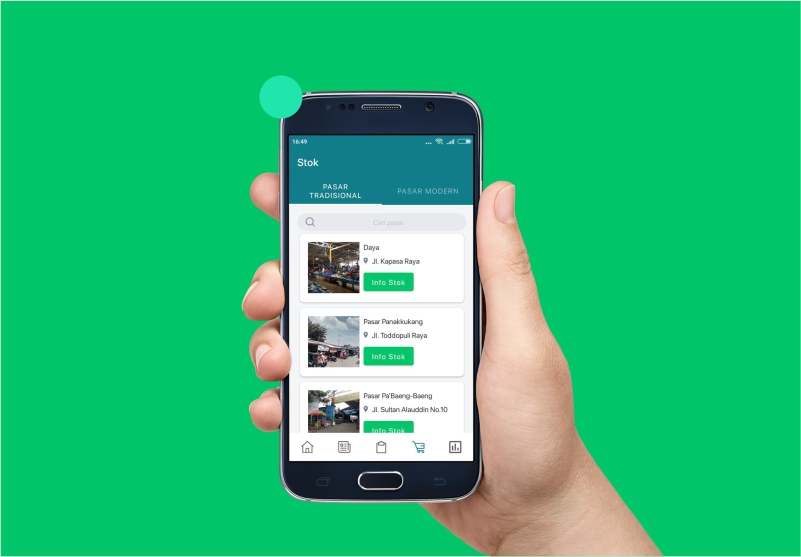 16:49
Stok
PASAR
TRADISIONAL
PASAR MODERN
Cari pasar
Daya
Jl. Kapasa Raya
Info Stok
Pasar Panakkukang
Jl. Toddopuli Raya
Info Stok
Pasar Pa'Baeng-Baeng
Jl. Sultan Alauddin No.10
Info Stok